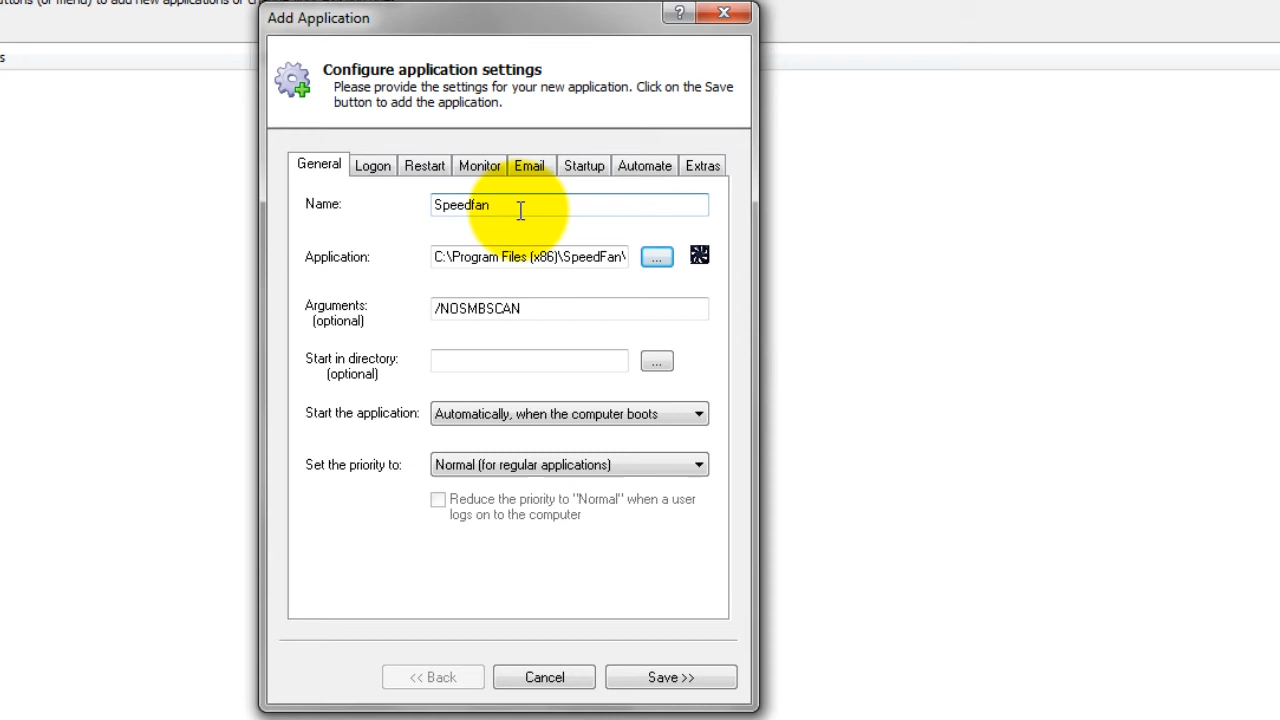 Add Application
Configure application settings
Please provide the settings for your new application. Click on the Save
button to add the application.
General Logon Restart Monitor Email Startup Automate Extras
Name: Speedfan
Application: C:\Program Files (x86)\SpeedFan\ ...
Arguments: /NOSMBSCAN
(optional)
Start in directory: ...
(optional)
Start the application: Automatically, when the computer boots
Set the priority to: Normal (for regular applications)
Reduce the priority to "Normal" when a user
logs on to the computer
<< Back Cancel Save >>